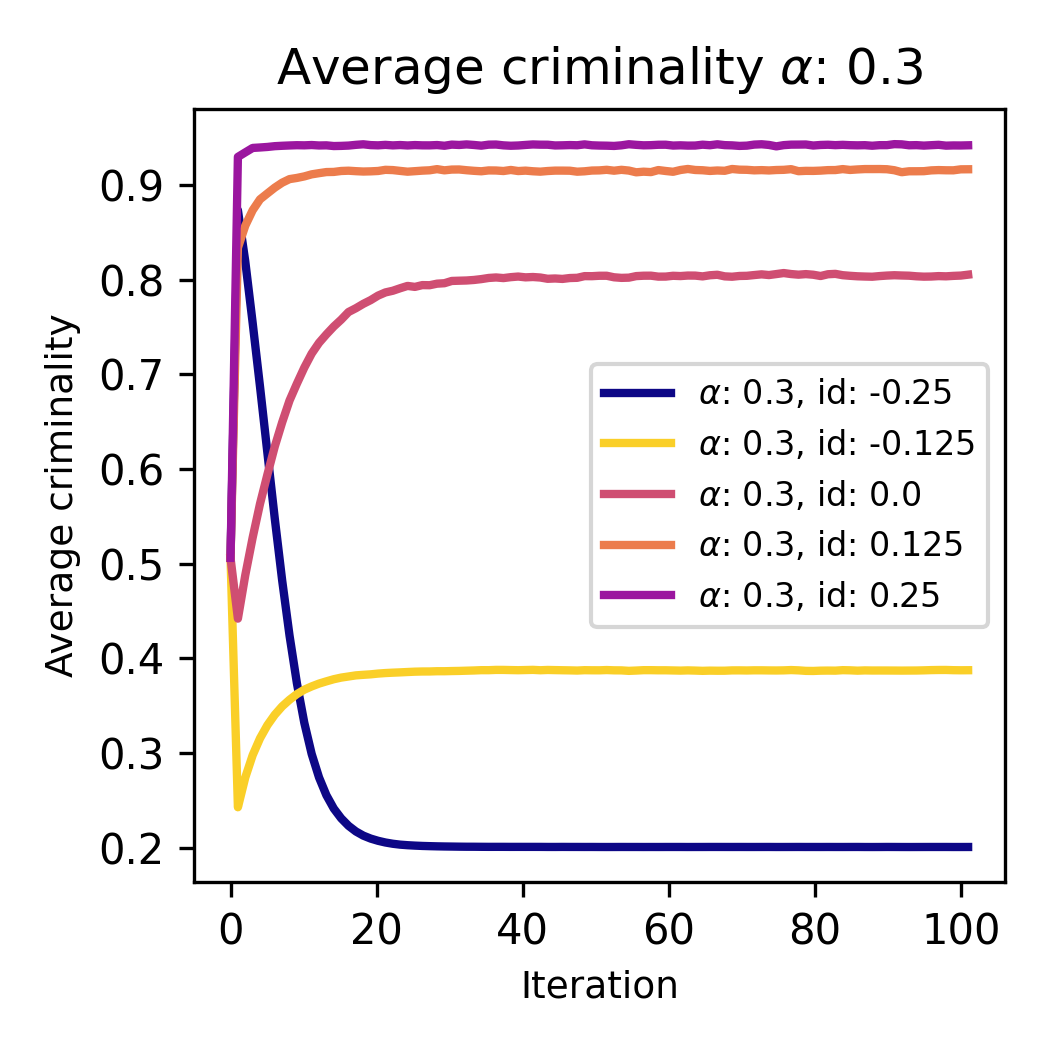 Average criminality α: 0.3
Average criminality
0.9
0.8
0.7
0.6
0.5
0.4
0.3
0.2
α: 0.3, id: -0.25
α: 0.3, id: -0.125
α: 0.3, id: 0.0
α: 0.3, id: 0.125
α: 0.3, id: 0.25
0 20 40 60 80 100
Iteration